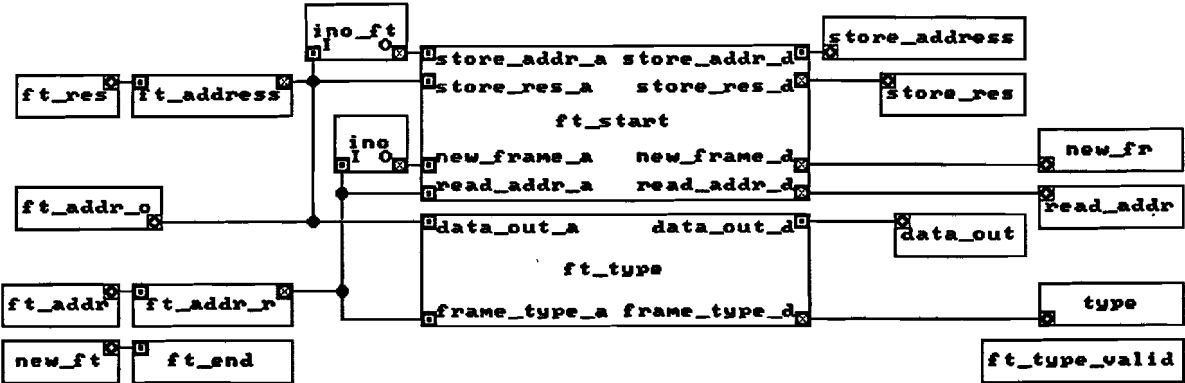 ino_ft
I O
store_address
store_addr_a store_addr_d
ft_res ft_address
store_res_a store_res_d
store_res
ft_start
ino
I O
new_frame_a new_frame_d
new_fr
read_addr_a read_addr_d
ft_addr_o
read_addr
data_out_a data_out_d
data_out
ft_type
ft_addr ft_addr_r
frame_type_a frame_type_d
type
new_ft ft_end
ft_type_valid